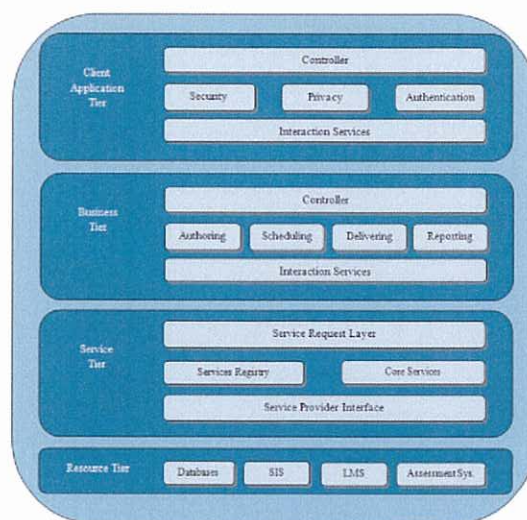 Client
Application
Tier
Controller
Security Privacy Authentication
Interaction Services
Business
Tier
Controller
Authoring Scheduling Delivering Reporting
Interaction Services
Service
Tier
Service Request Layer
Services Registry Core Services
Service Provider Interface
Resource Tier
Databases SIS LMS Assessment Sys.